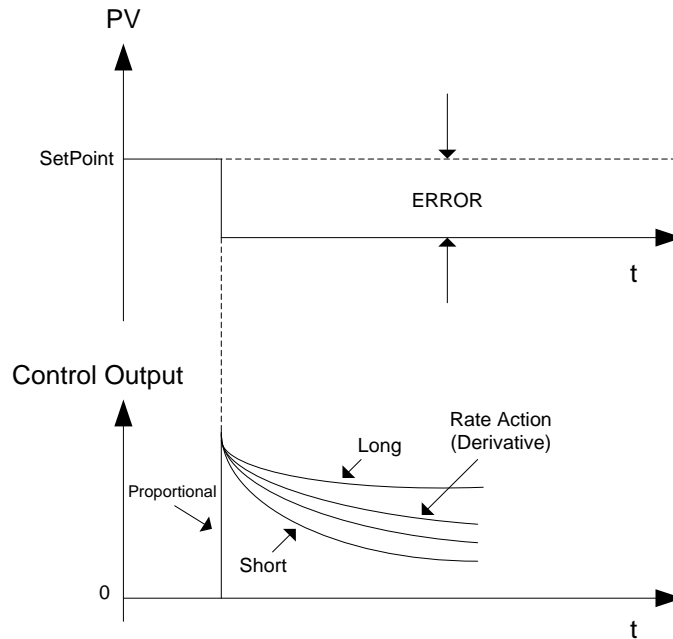 PV
SetPoint
ERROR
t
Control Output
Rate Action
(Derivative)
Long
Proportional
Short
0
t